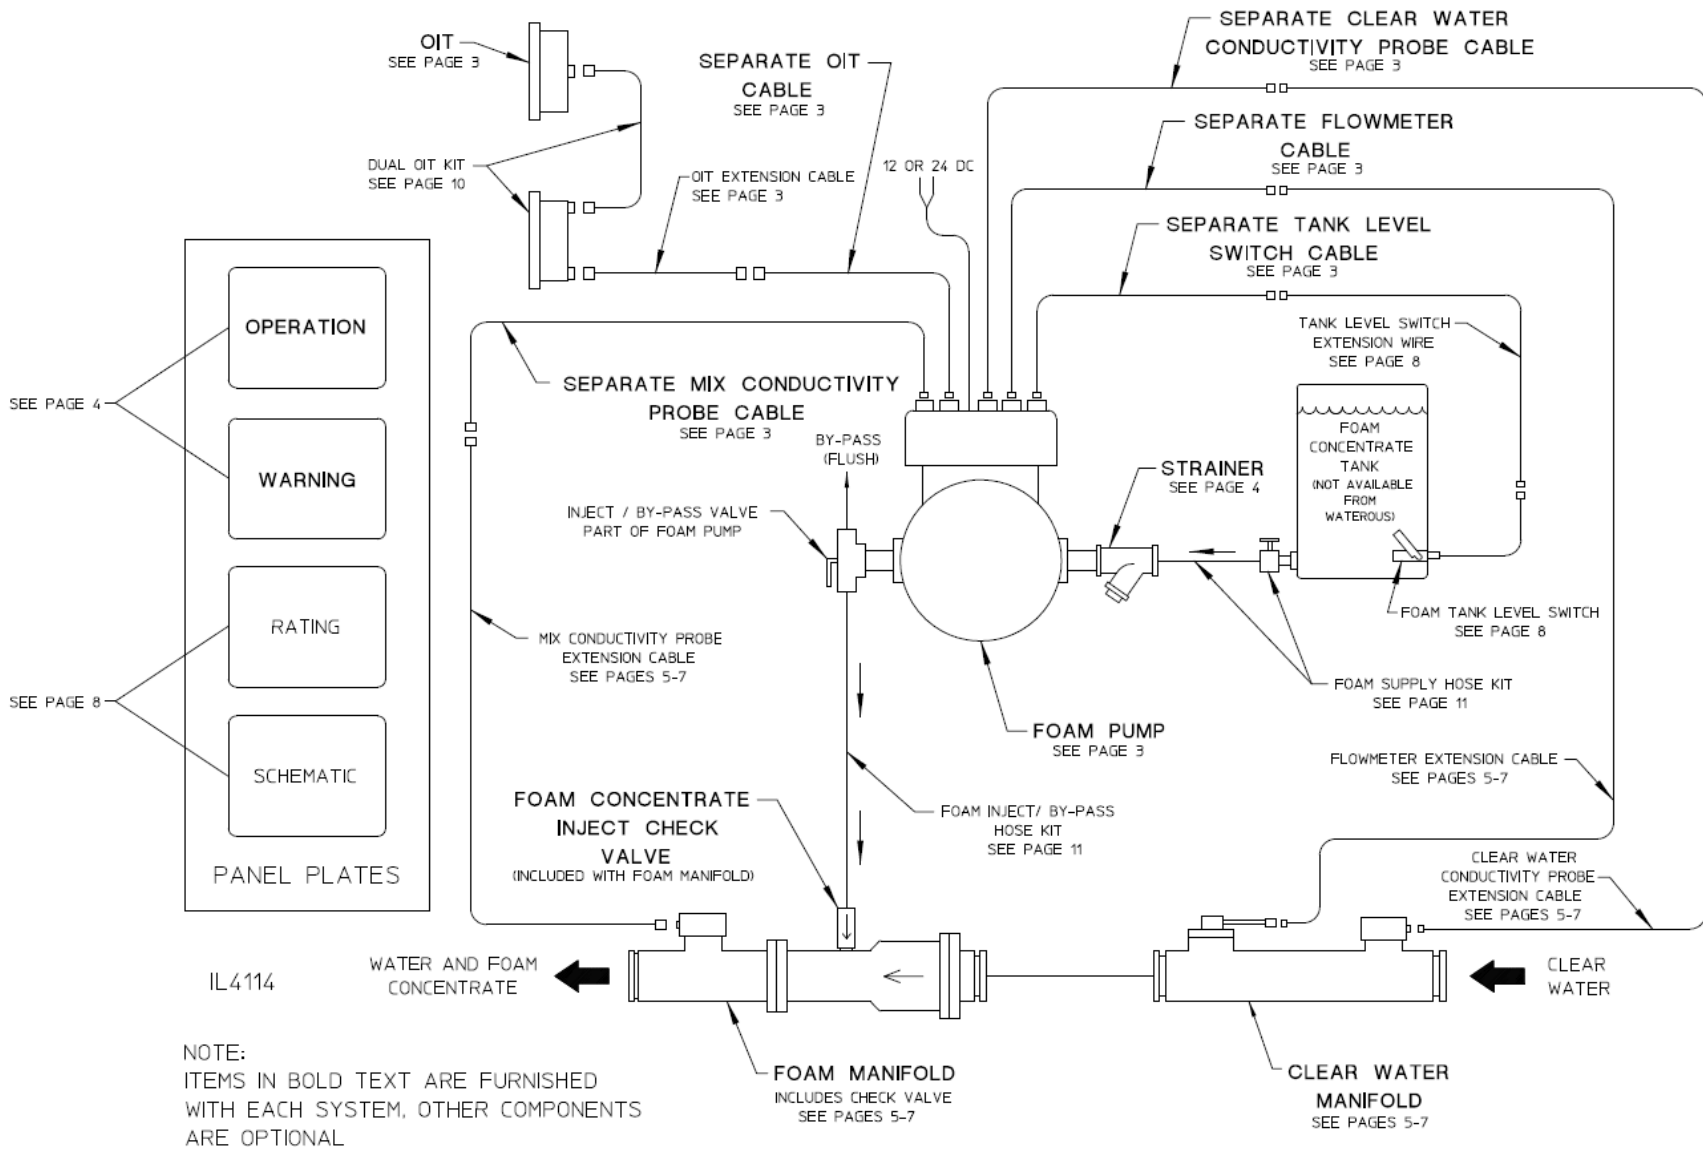 OIT
SEE PAGE 3
SEPARATE OIT
CABLE
SEE PAGE 3
SEPARATE CLEAR WATER
CONDUCTIVITY PROBE CABLE
SEE PAGE 3
SEPARATE FLOWMETER
CABLE
SEE PAGE 3
DUAL OIT KIT
SEE PAGE 10
OIT EXTENSION CABLE
SEE PAGE 3
12 OR 24 DC
SEPARATE TANK LEVEL
SWITCH CABLE
SEE PAGE 3
OPERATION
WARNING
RATING
SCHEMATIC
PANEL PLATES
SEE PAGE 4
SEE PAGE 8
TANK LEVEL SWITCH
EXTENSION WIRE
SEE PAGE 8
SEPARATE MIX CONDUCTIVITY
PROBE CABLE
SEE PAGE 3
BY-PASS
(FLUSH)
STRAINER
SEE PAGE 4
FOAM
CONCENTRATE
TANK
(NOT AVAILABLE
FROM
WATEROUS)
INJECT / BY-PASS VALVE
PART OF FOAM PUMP
FOAM TANK LEVEL SWITCH
SEE PAGE 8
MIX CONDUCTIVITY PROBE
EXTENSION CABLE
SEE PAGES 5-7
FOAM SUPPLY HOSE KIT
SEE PAGE 11
FOAM PUMP
SEE PAGE 3
FLOWMETER EXTENSION CABLE
SEE PAGES 5-7
FOAM CONCENTRATE
INJECT CHECK
VALVE
(INCLUDED WITH FOAM MANIFOLD)
FOAM INJECT/ BY-PASS
HOSE KIT
SEE PAGE 11
CLEAR WATER
CONDUCTIVITY PROBE
EXTENSION CABLE
SEE PAGES 5-7
IL4114
WATER AND FOAM
CONCENTRATE
CLEAR
WATER
NOTE:
ITEMS IN BOLD TEXT ARE FURNISHED
WITH EACH SYSTEM, OTHER COMPONENTS
ARE OPTIONAL
FOAM MANIFOLD
INCLUDES CHECK VALVE
SEE PAGES 5-7
CLEAR WATER
MANIFOLD
SEE PAGES 5-7